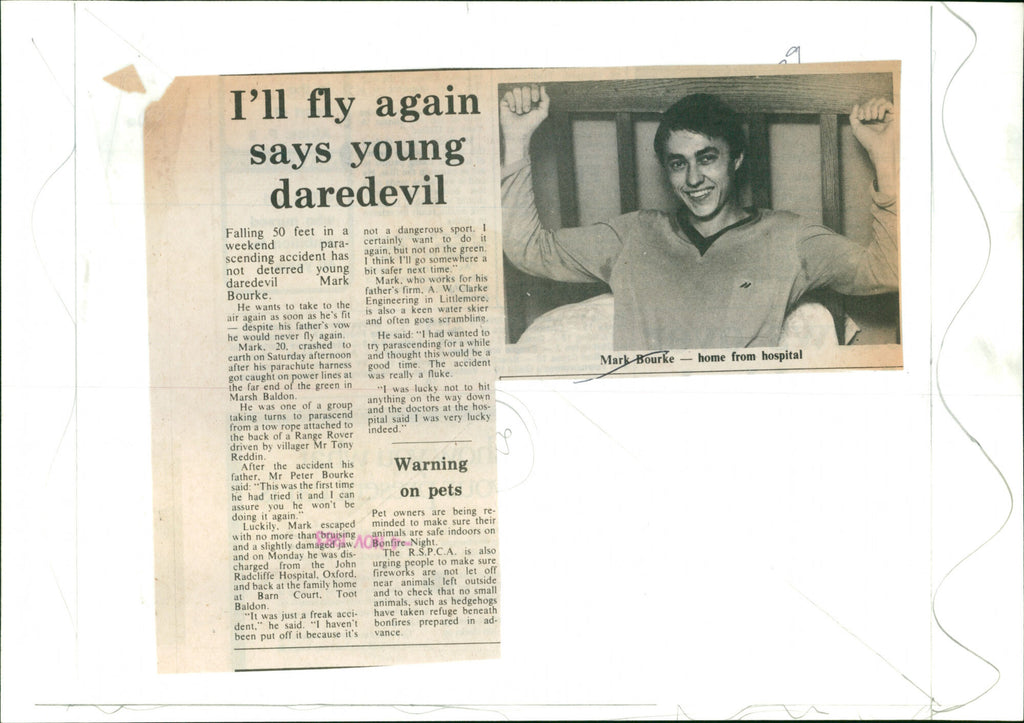 I'll fly again
says young
daredevil
Falling 50 feet in a
weekend para-
scending accident has
not deterred young
daredevil Mark
Bourke.
He wants to take to the
air again as soon as he's fit
— despite his father's vow
he would never fly again.
Mark, 20, crashed to
earth on Saturday afternoon
after his parachute harness
got caught on power lines at
the far end of the green in
Marsh Baldon.
He was one of a group
taking turns to parascend
from a tow rope attached to
the back of a Range Rover
driven by villager Mr Tony
Reddin.
After the accident his
father, Mr Peter Bourke
said: "This was the first time
he had tried it and I can
assure you he won't be
doing it again."
Luckily, Mark escaped
with no more than bruising
and a slightly damaged jaw
and on Monday he was dis-
charged from the John
Radcliffe Hospital, Oxford,
and back at the family home
at Barn Court, Toot
Baldon.
"It was just a freak acci-
dent," he said. "I haven't
been put off it because it's
not a dangerous sport. I
certainly want to do it
again, but not on the green.
I think I'll go somewhere a
bit safer next time."
Mark, who works for his
father's firm, A. W. Clarke
Engineering in Littlemore,
is also a keen water skier
and often goes scrambling.
He said: "I had wanted to
try parascending for a while
and thought this would be a
good time. The accident
was really a fluke.
"I was lucky not to hit
anything on the way down
and the doctors at the hos-
pital said I was very lucky
indeed."
Warning
on pets
Pet owners are being re-
minded to make sure their
animals are safe indoors on
Bonfire Night.
The R.S.P.C.A. is also
urging people to make sure
fireworks are not let off
near animals left outside
and to check that no small
animals, such as hedgehogs
have taken refuge beneath
bonfires prepared in ad-
vance.
Mark Bourke — home from hospital